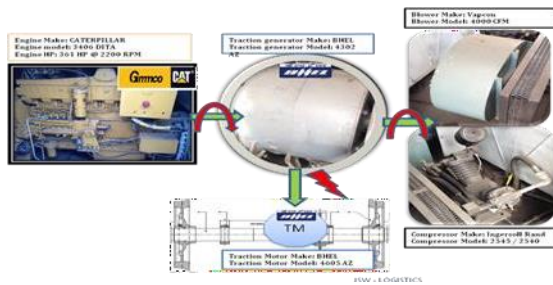 Engine Make: CATERPILLAR
Engine model: 3406 DITA
Engine HP: 361 HP @ 2200 RPM
Traction generator Make: BHEL
Traction generator Model: 4302
AZ
Blower Make: Vapcon
Blower Model: 4000 CFM
Gmmco CAT
TM
Traction Motor Make: BHEL
Traction Motor Model: 4605 AZ
Compressor Make: Ingersoll Rand
Compressor Model: 2545 / 2540
JSW - LOGISTICS